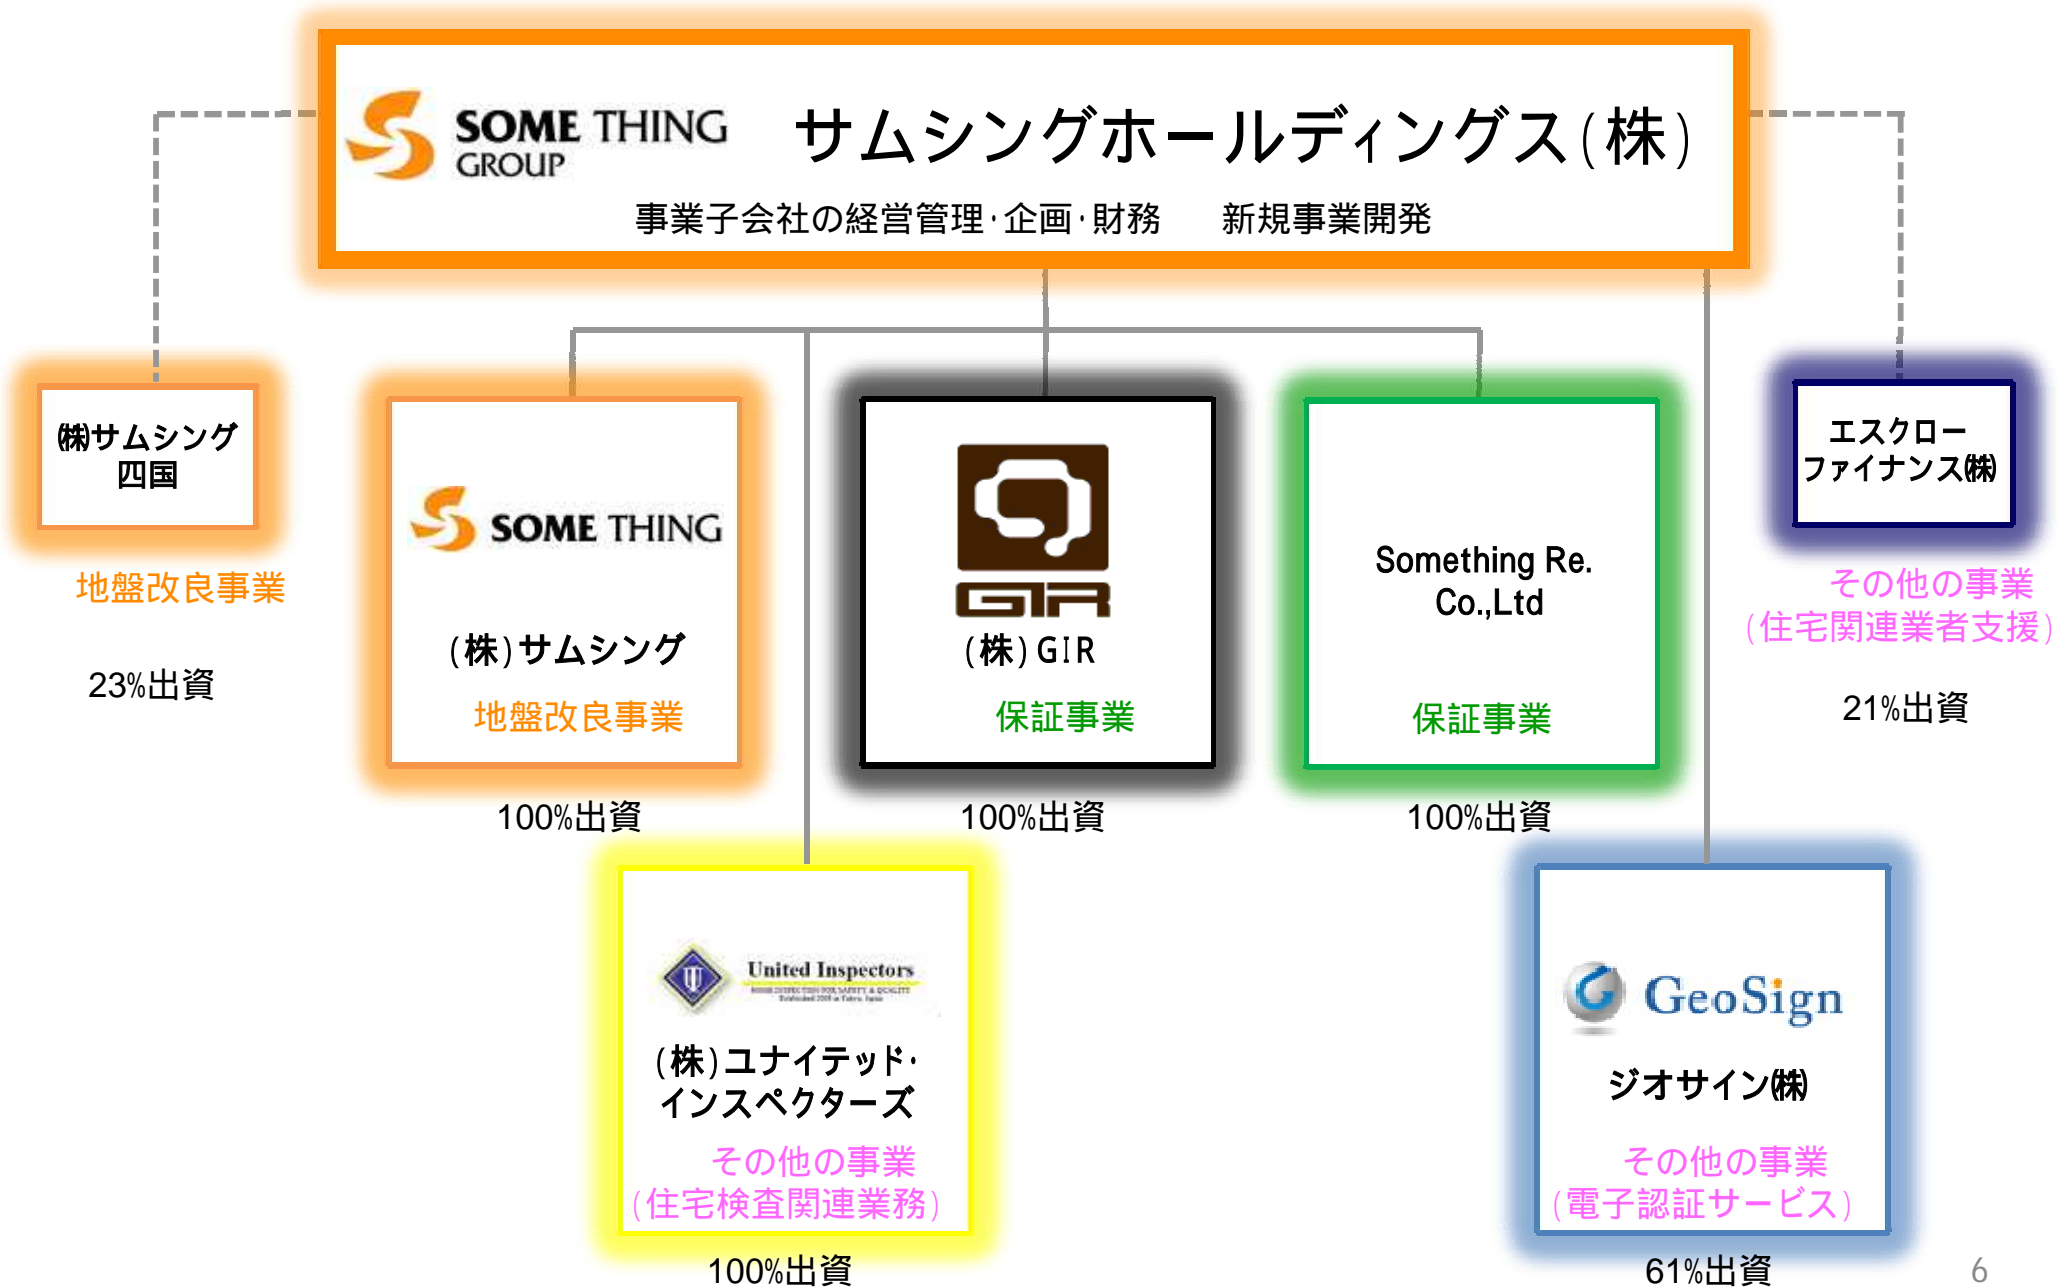 SOME THING
GROUP
サムシングホールディングス(株)
事業子会社の経営管理・企画・財務　　新規事業開発
㈱サムシング
四国
地盤改良事業
23%出資
SOME THING
(株)サムシング
地盤改良事業
100%出資
GIR
(株)GIR
保証事業
100%出資
Something Re.
Co.,Ltd
保証事業
100%出資
エスクロー
ファイナンス㈱
その他の事業
(住宅関連業者支援)
21%出資
United Inspectors
HOME INSPECTION FOR SAFETY & QUALITY
(株)ユナイテッド・
インスペクターズ
その他の事業
(住宅検査関連業務)
100%出資
GeoSign
ジオサイン㈱
その他の事業
(電子認証サービス)
61%出資
6